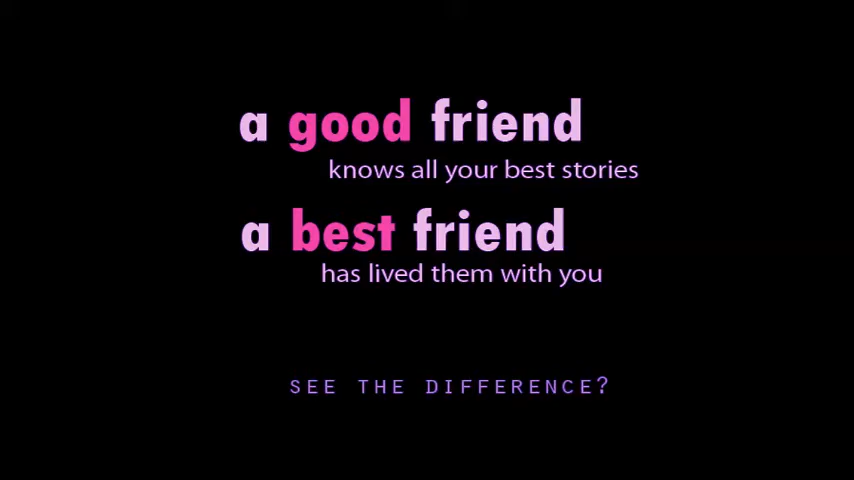 a good friend
knows all your best stories
a best friend
has lived them with you
SEE THE DIFFERENCE?